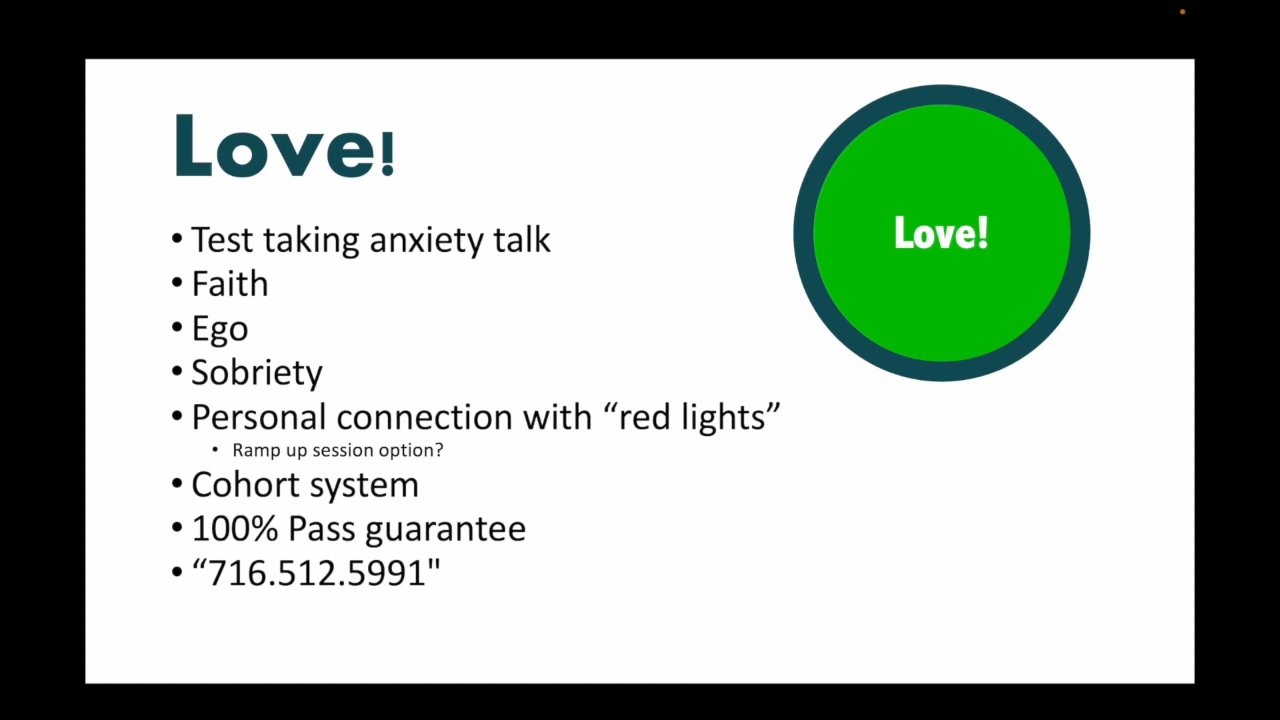 Love!
Love!
• Test taking anxiety talk
• Faith
• Ego
• Sobriety
• Personal connection with “red lights”
• Ramp up session option?
• Cohort system
• 100% Pass guarantee
• “716.512.5991"